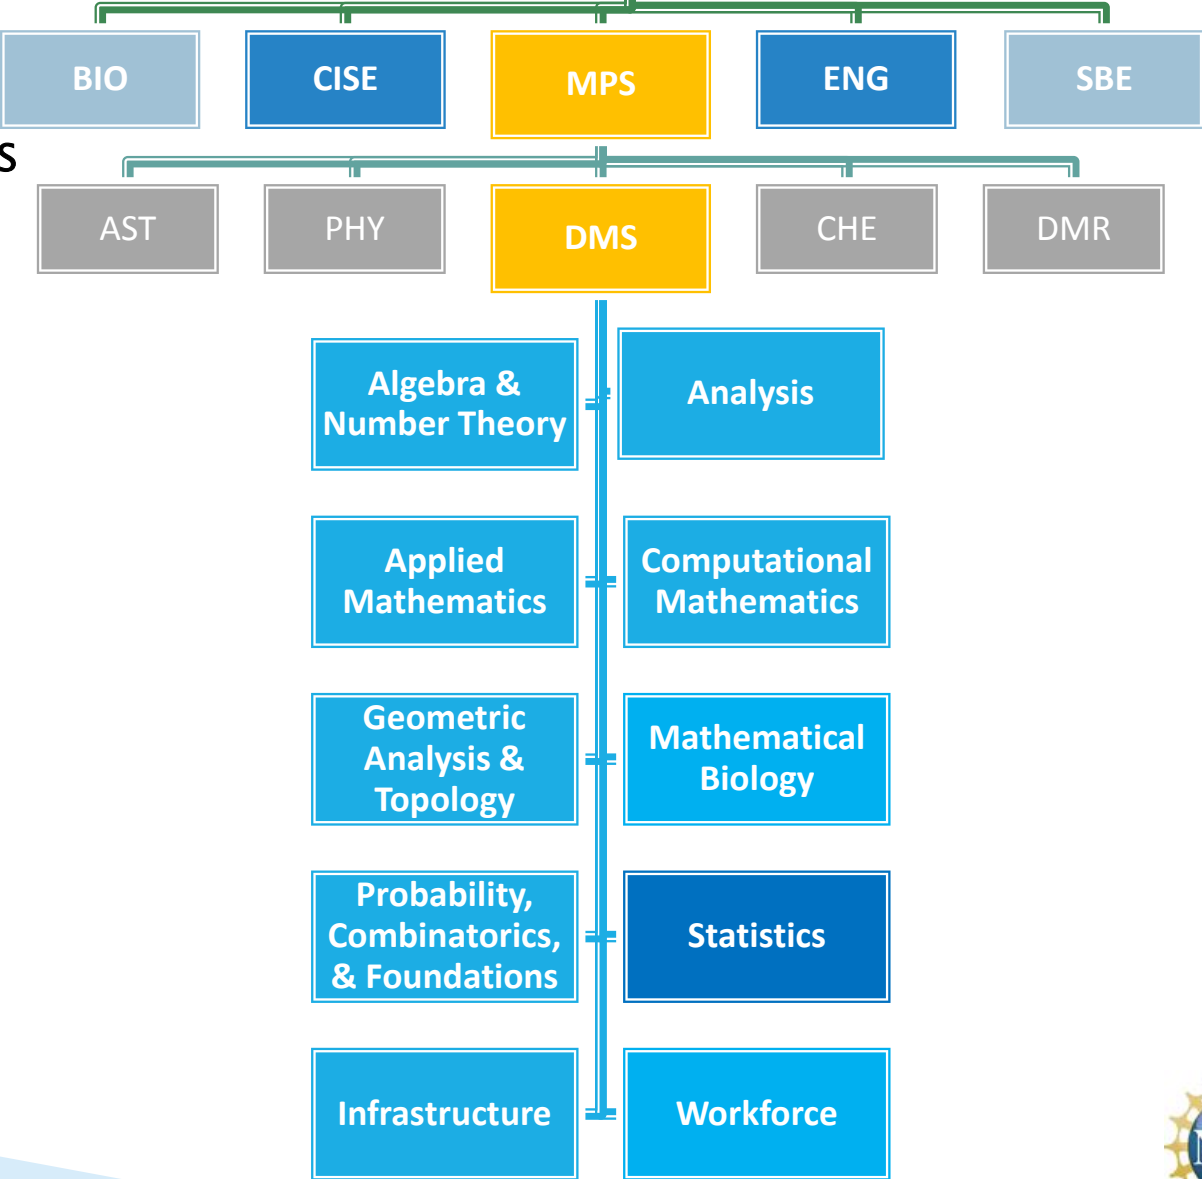 BIO
CISE
MPS
ENG
SBE
s
AST
PHY
DMS
CHE
DMR
Algebra &
Number Theory
Analysis
Applied
Mathematics
Computational
Mathematics
Geometric
Analysis &
Topology
Mathematical
Biology
Probability,
Combinatorics,
& Foundations
Statistics
Infrastructure
Workforce